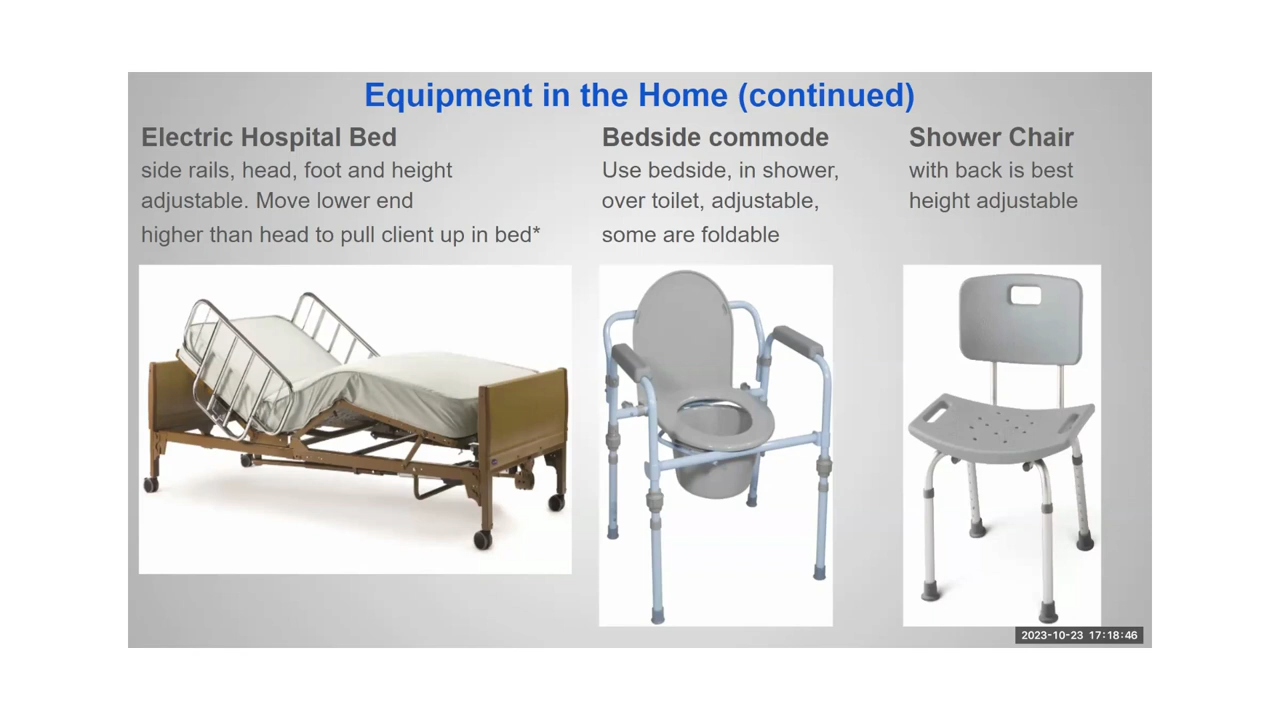 Equipment in the Home (continued)
Electric Hospital Bed
side rails, head, foot and height
adjustable. Move lower end
higher than head to pull client up in bed*
Bedside commode
Use bedside, in shower,
over toilet, adjustable,
some are foldable
Shower Chair
with back is best
height adjustable
2023-10-23 17:18:46